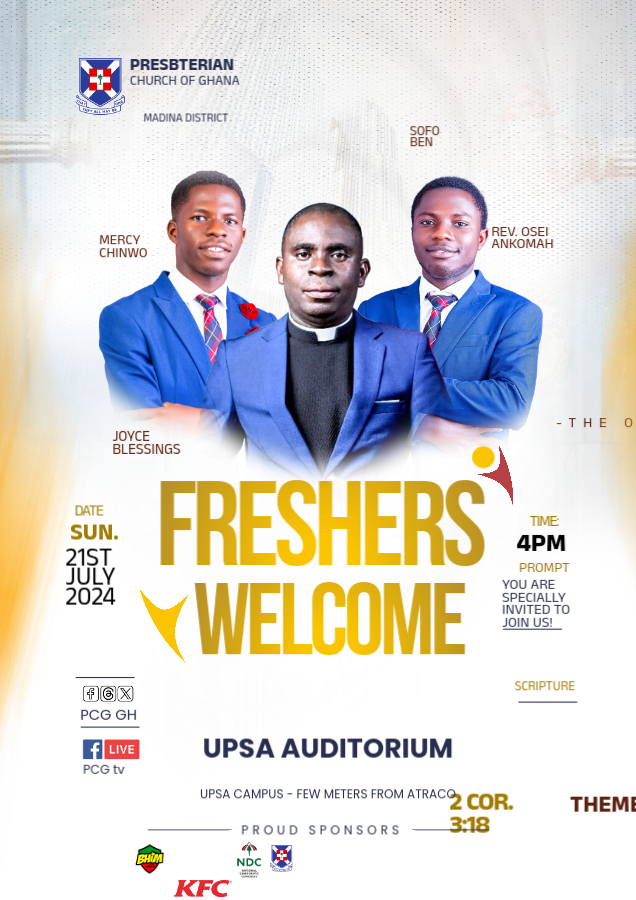 PRESBTERIAN
CHURCH OF GHANA
MADINA DISTRICT.
SOFO
BEN
MERCY
CHINWO
REV. OSEI
ANKOMAH
- T H E O
JOYCE
BLESSINGS
FRESHERS
WELCOME
DATE
SUN.
21ST
JULY
2024
TIME:
4PM
PROMPT
YOU ARE
SPECIALLY
INVITED TO
JOIN US!
SCRIPTURE
PCG GH
LIVE
PCG tv
UPSA AUDITORIUM
UPSA CAMPUS - FEW METERS FROM ATRACO
2 COR.
3:18
THEME
PROUD SPONSORS
BHIM
NDC
KFC